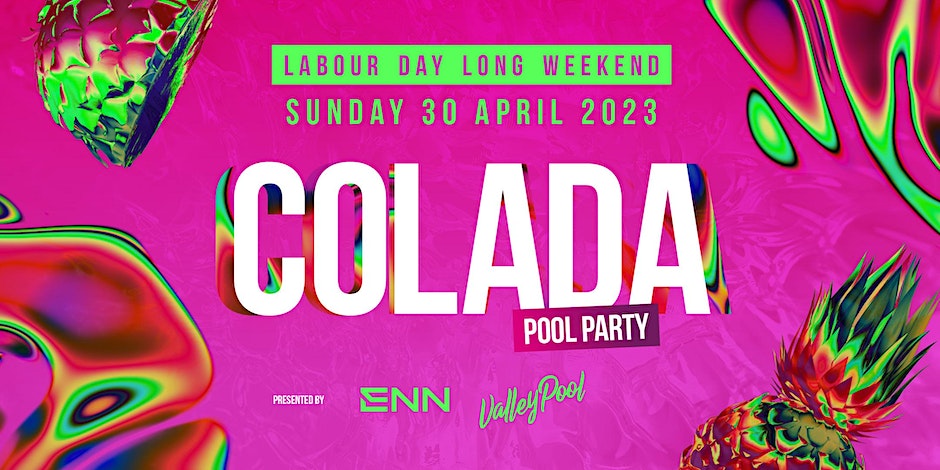 LABOUR DAY LONG WEEKEND
SUNDAY 30 APRIL 2023
COLADA
POOL PARTY
PRESENTED BY ENN ValleyPool